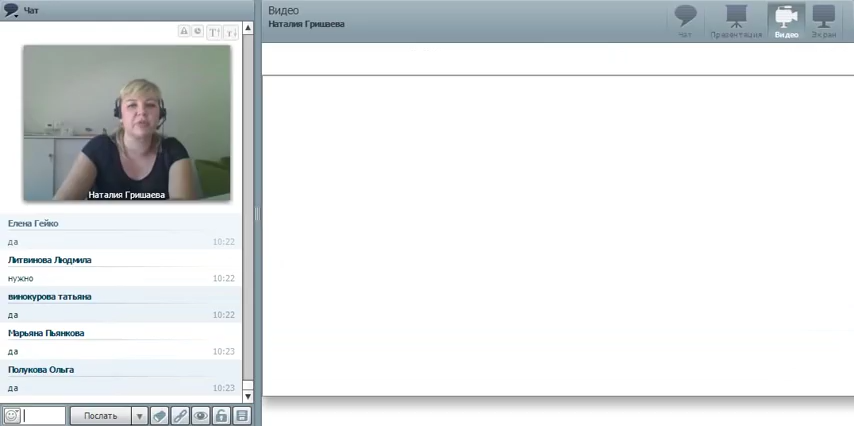 Чат
Наталия Гришаева
Елена Гейко
да 10:22
Литвинова Людмила
нужно 10:22
винокурова татьяна
да 10:22
Марьяна Пьянкова
да 10:23
Полукова Ольга
да 10:23
Послать
Видео
Наталия Гришаева
Чат Презентация Видео Экран